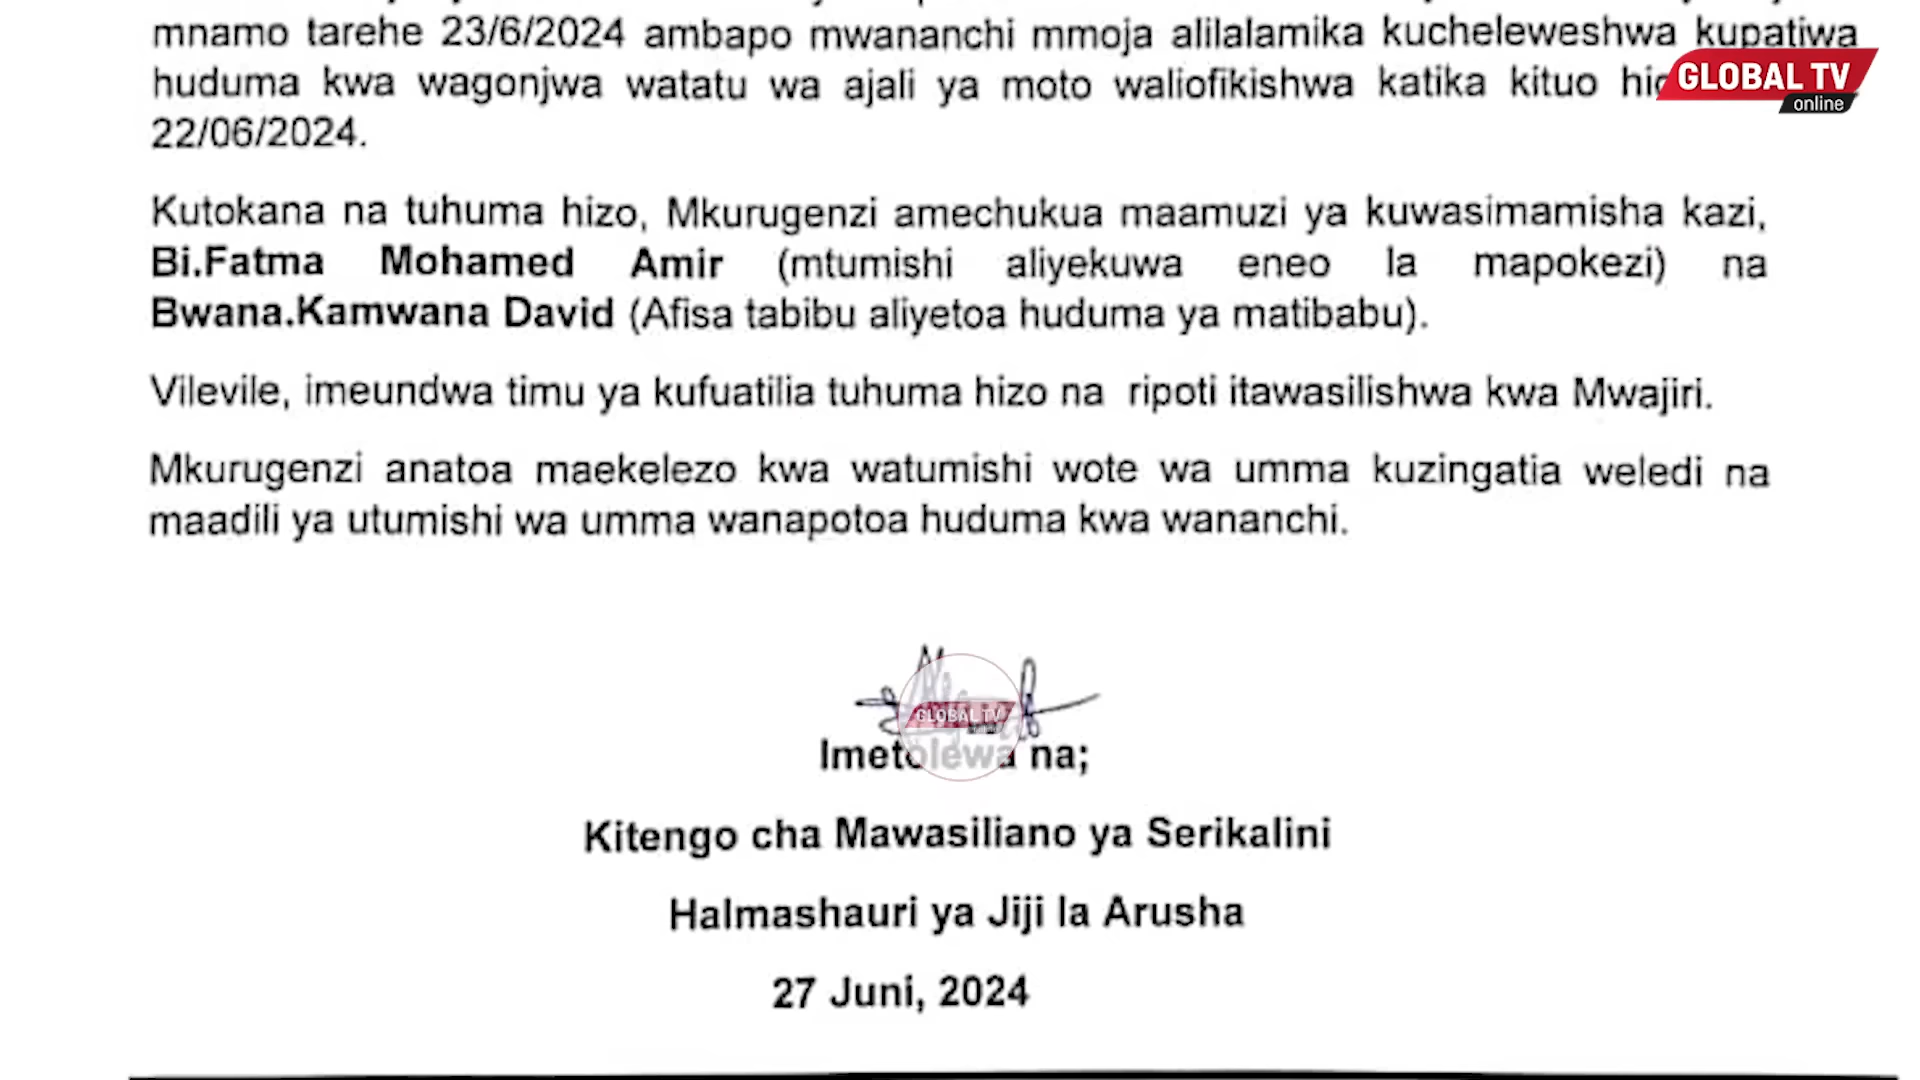 mnamo tarehe 23/6/2024 ambapo mwananchi mmoja alilalamika kucheleweshwa kupatiwa
huduma kwa wagonjwa watatu wa ajali ya moto waliofikishwa katika kituo
GLOBAL TV
online
22/06/2024.
Kutokana na tuhuma hizo, Mkurugenzi amechukua maamuzi ya kuwasimamisha kazi,
Bi.Fatma Mohamed Amir (mtumishi aliyekuwa eneo la mapokezi) na
Bwana.Kamwana David (Afisa tabibu aliyetoa huduma ya matibabu).
Vilevile, imeundwa timu ya kufuatilia tuhuma hizo na ripoti itawasilishwa kwa Mwajiri.
Mkurugenzi anatoa maekelezo kwa watumishi wote wa umma kuzingatia weledi na
maadili ya utumishi wa umma wanapotoa huduma kwa wananchi.
GLOBAL TV
online
Imetolewa na;
Kitengo cha Mawasiliano ya Serikalini
Halmashauri ya Jiji la Arusha
27 Juni, 2024